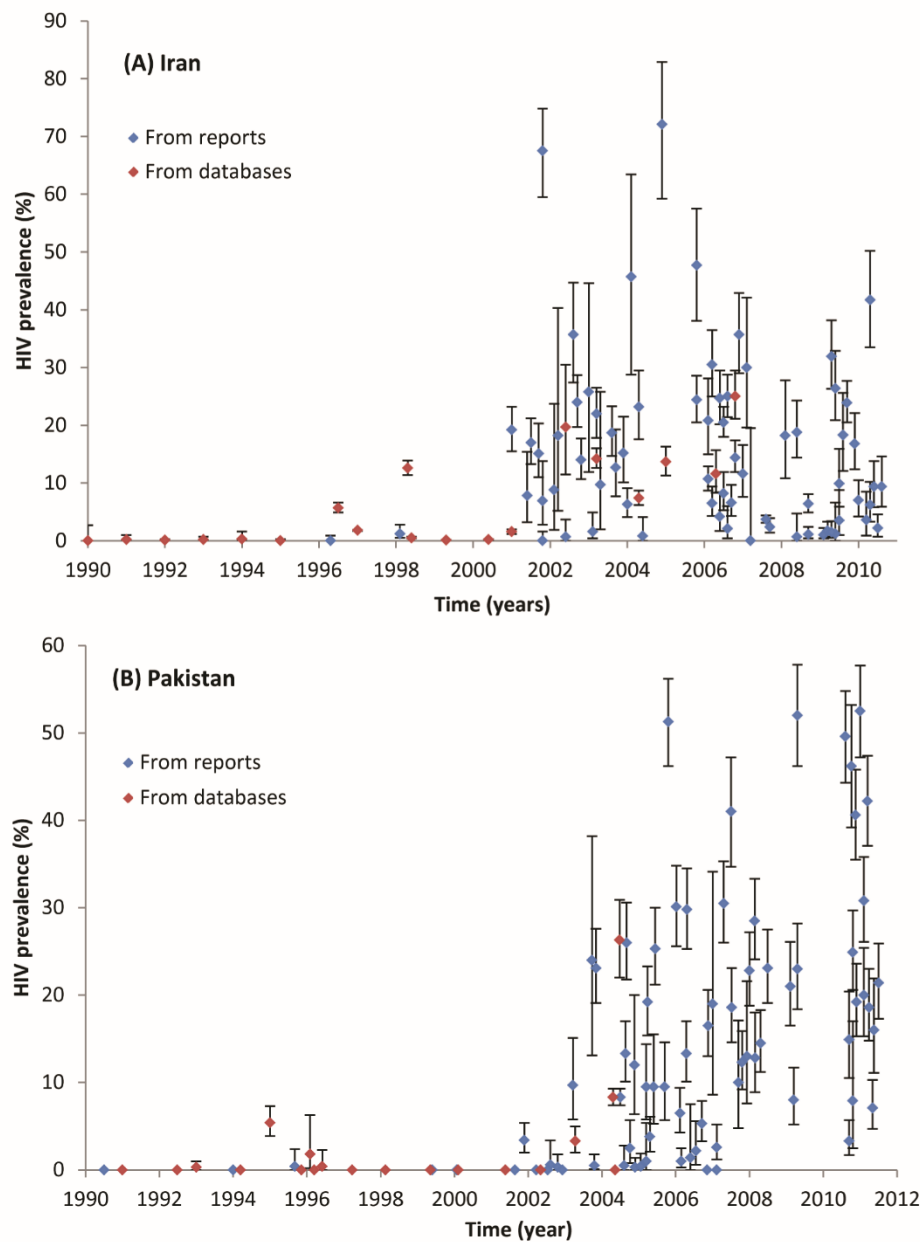 (A) Iran
From reports
From databases
HIV prevalence (%)
90
80
70
60
50
40
30
20
10
0
1990 1992 1994 1996 1998 2000 2002 2004 2006 2008 2010
Time (years)
(B) Pakistan
From reports
From databases
HIV prevalence (%)
60
50
40
30
20
10
0
1990 1992 1994 1996 1998 2000 2002 2004 2006 2008 2010 2012
Time (year)